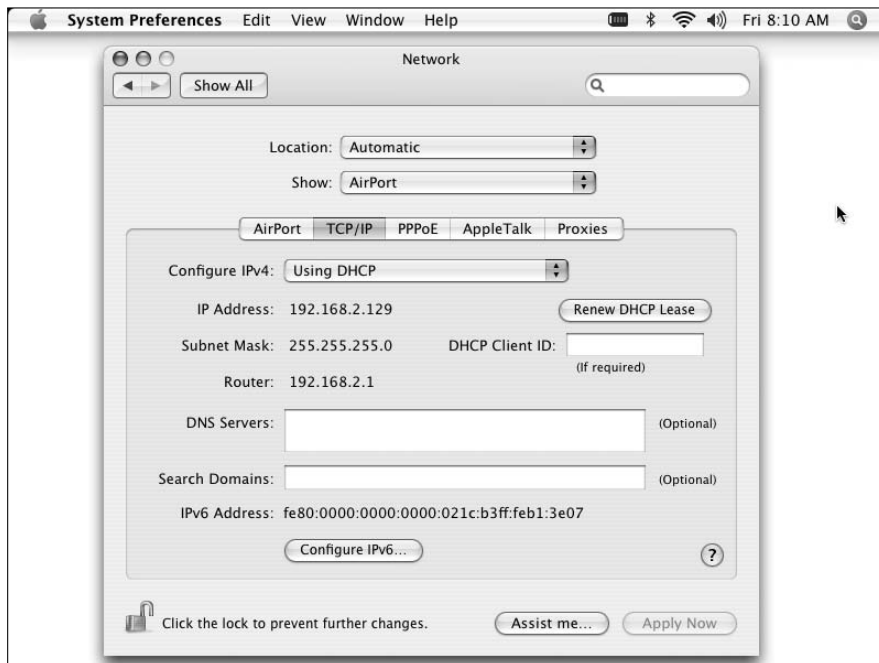 System Preferences Edit View Window Help Fri 8:10 AM
Network
Show All
Location: Automatic
Show: AirPort
AirPort TCP/IP PPPoE AppleTalk Proxies
Configure IPv4: Using DHCP
IP Address: 192.168.2.129 Renew DHCP Lease
Subnet Mask: 255.255.255.0 DHCP Client ID:
(If required)
Router: 192.168.2.1
DNS Servers: (Optional)
Search Domains: (Optional)
IPv6 Address: fe80:0000:0000:0000:021c:b3ff:feb1:3e07
Configure IPv6... ?
Click the lock to prevent further changes. Assist me... Apply Now